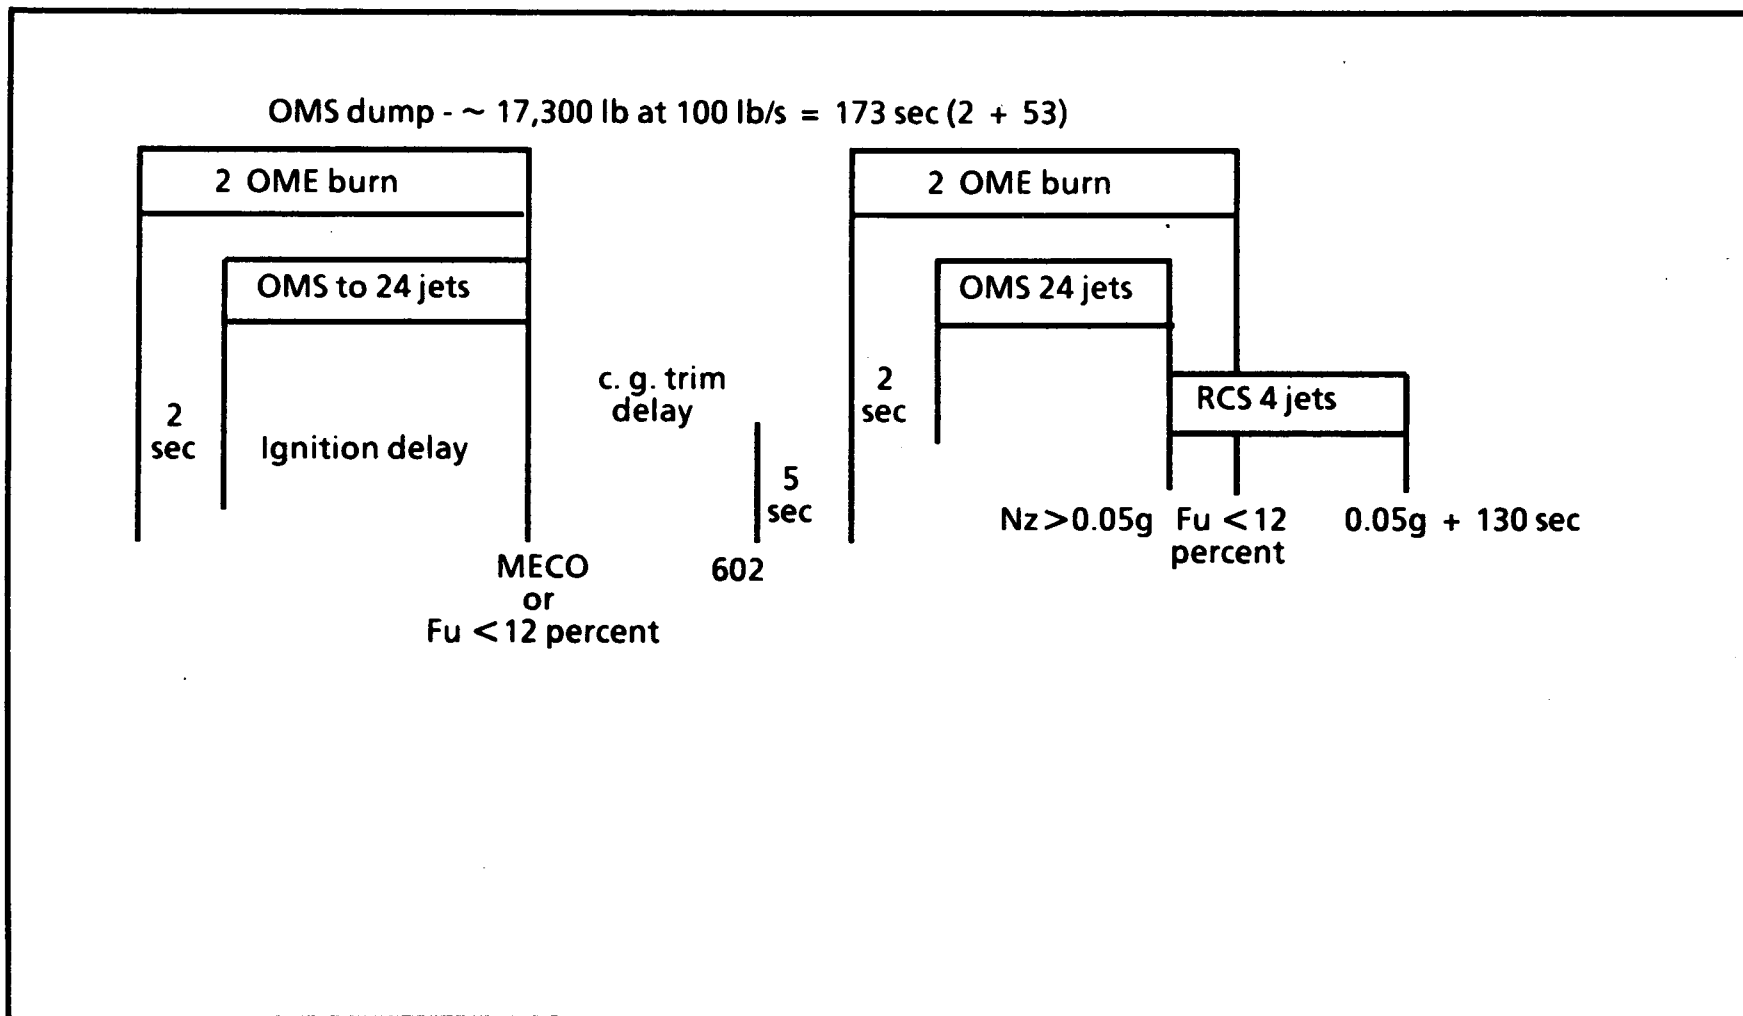 OMS dump - ~ 17,300 lb at 100 lb/s = 173 sec (2 + 53)
2 OME burn
OMS to 24 jets
2
sec
Ignition delay
MECO
or
Fu <12 percent
c. g. trim
delay
602
5
sec
2 OME burn
OMS 24 jets
2
sec
RCS 4 jets
Nz >0.05g
Fu <12
percent
0.05g + 130 sec